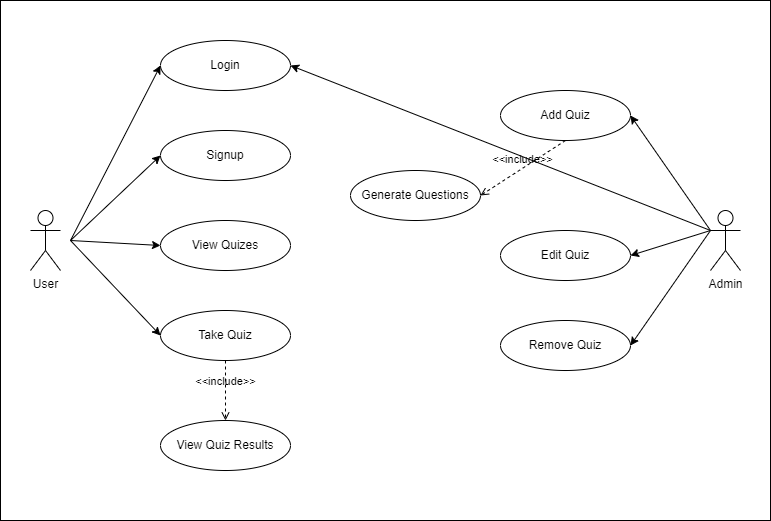 Login
Add Quiz
Signup
<<include>>
Generate Questions
View Quizes
Edit Quiz
User
Admin
Take Quiz
Remove Quiz
<<include>>
View Quiz Results